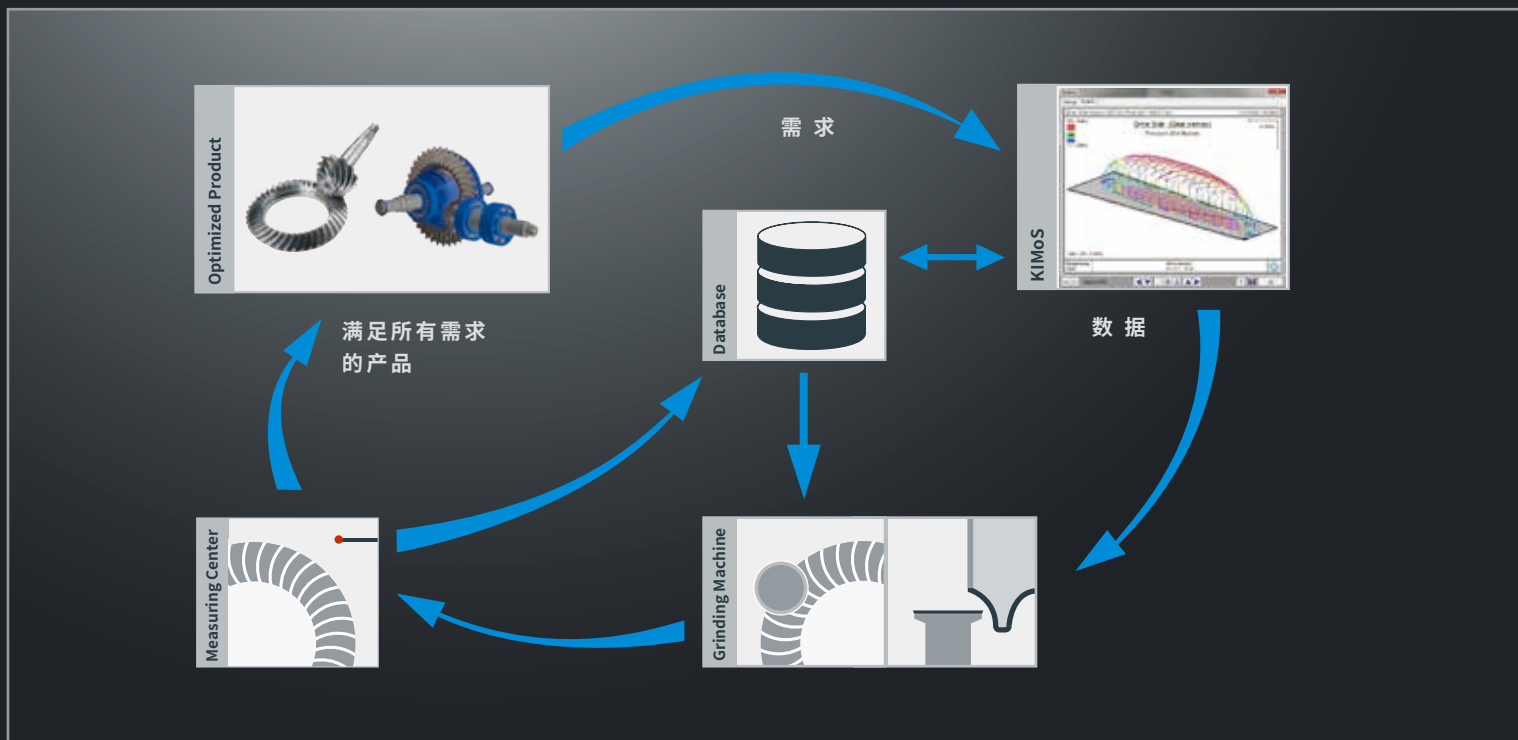 Optimized Product
需求
KIMoS
Database
数据
满足所有需求
的产品
Measuring Center
Grinding Machine